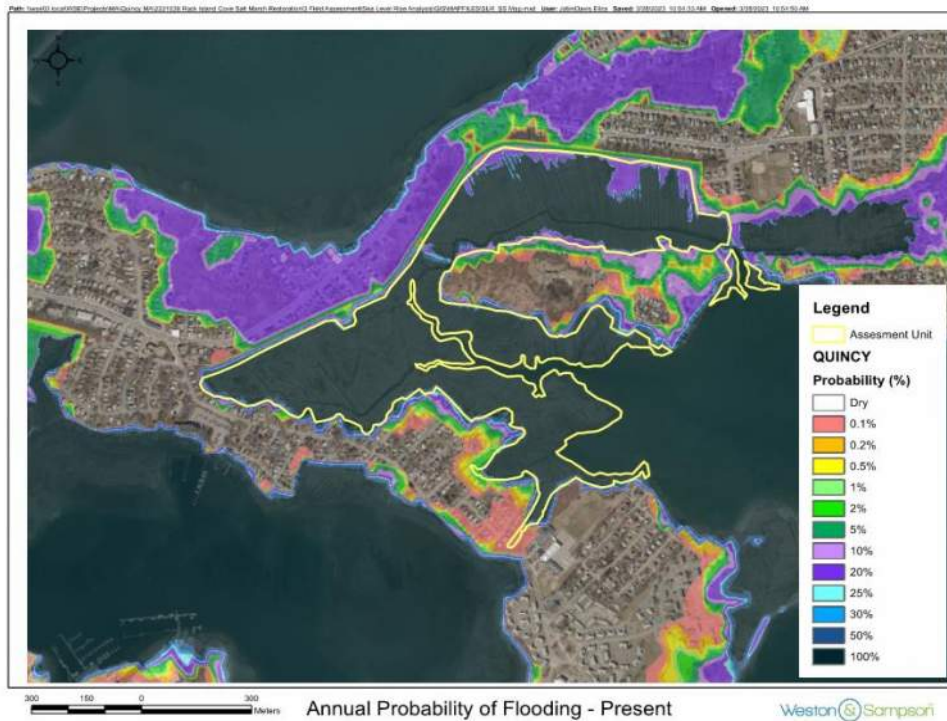 Legend
Assesment Unit
QUINCY
Probability (%)
Dry
0.1%
0.2%
0.5%
1%
2%
5%
10%
20%
25%
30%
50%
100%
300 150 0 300
Meters
Annual Probability of Flooding - Present
Weston & Sampson